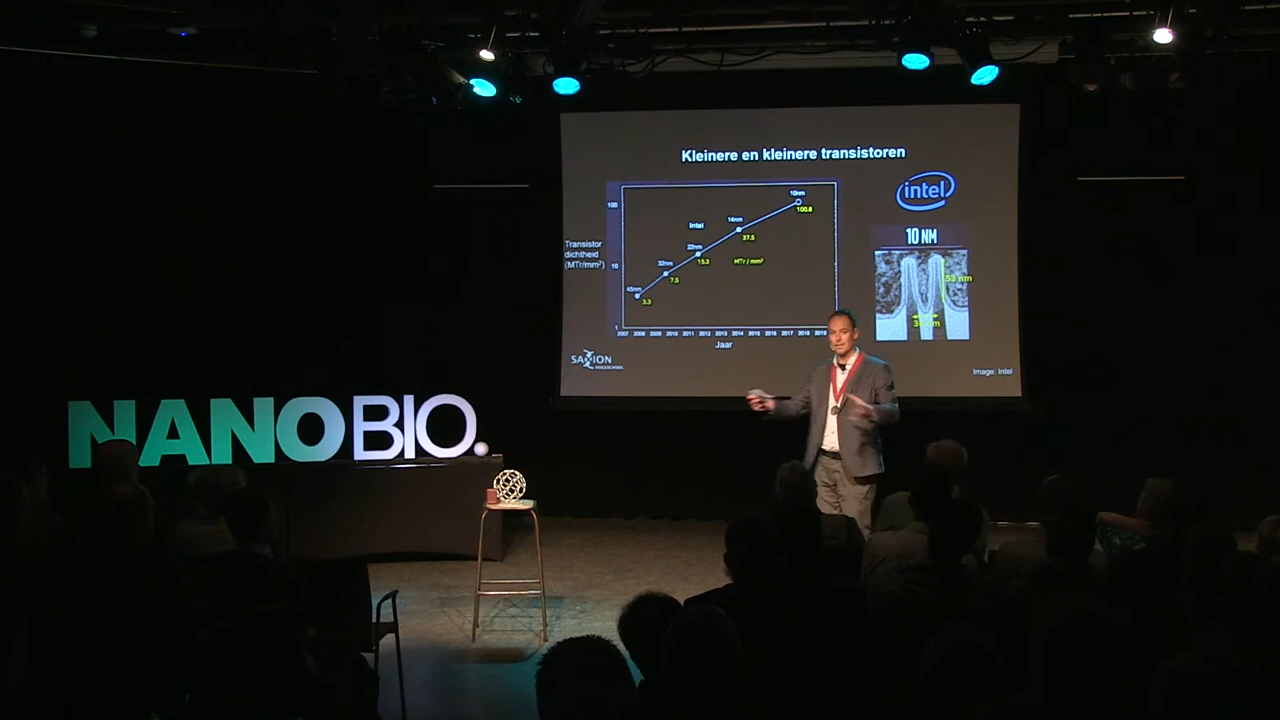 Kleinere en kleinere transistoren
intel
10 NM
53 nm
Transistor
dichtheid
(MTr/mm²)
100
10
1
Intel
MTr / mm²
45nm
3.3
32nm
7.5
22nm
15.3
14nm
37.5
10nm
100.8
2007 2008 2009 2010 2011 2012 2013 2014 2015 2016 2017 2018 2019
Jaar
SAXION
HOGESCHOOL
Image: Intel
NANOBIO.